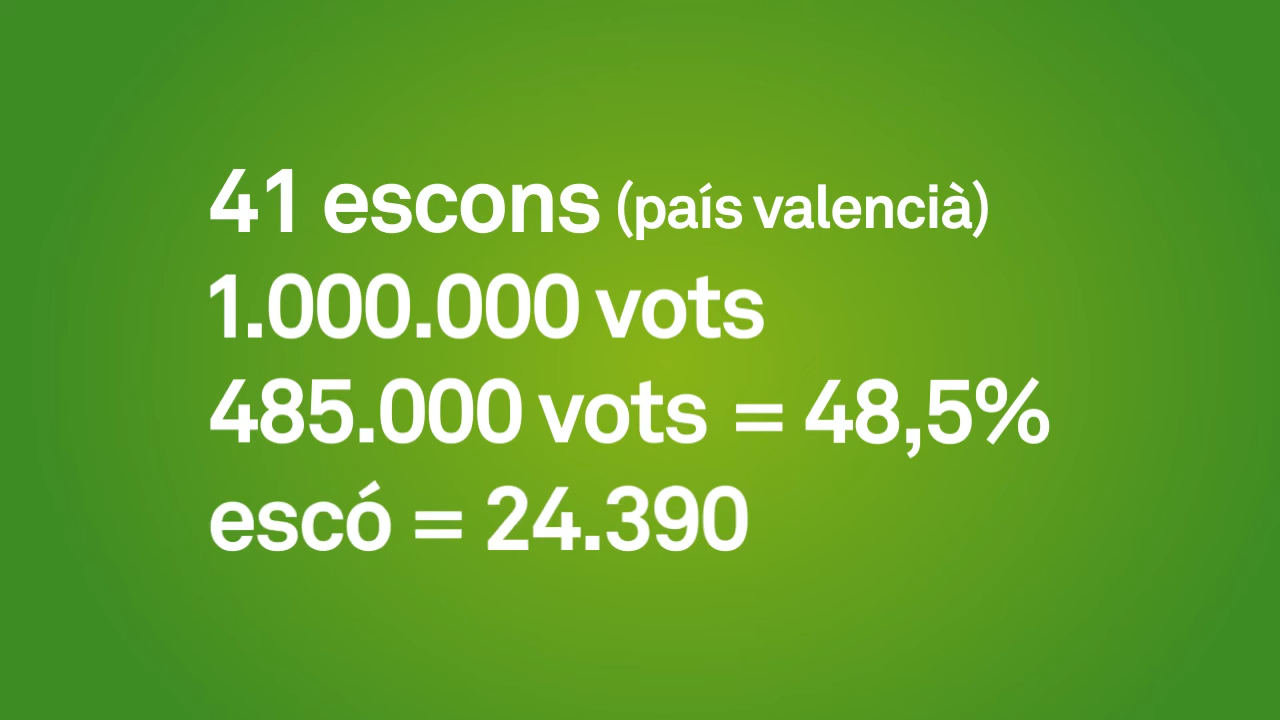 41 escons (país valencià)
1.000.000 vots
485.000 vots = 48,5%
escó = 24.390